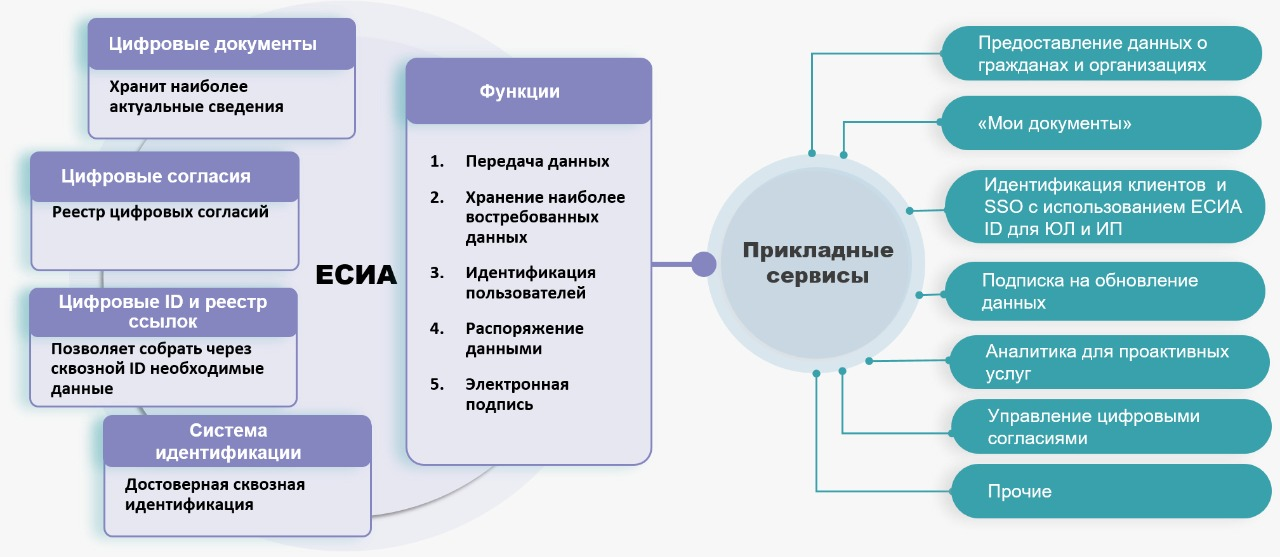 Цифровые документы
Хранит наиболее
актуальные сведения
Цифровые согласия
Реестр цифровых согласий
Цифровые ID и реестр
ссылок
Позволяет собрать через
сквозной ID необходимые
данные
Система
идентификации
Достоверная сквозная
идентификация
ЕСИА
Функции
1. Передача данных
2. Хранение наиболее
востребованных
данных
3. Идентификация
пользователей
4. Распоряжение
данными
5. Электронная
подпись
Прикладные
сервисы
Предоставление данных о
гражданах и организациях
«Мои документы»
Идентификация клиентов и
SSO с использованием ЕСИА
ID для ЮЛ и ИП
Подписка на обновление
данных
Аналитика для проактивных
услуг
Управление цифровыми
согласиями
Прочие